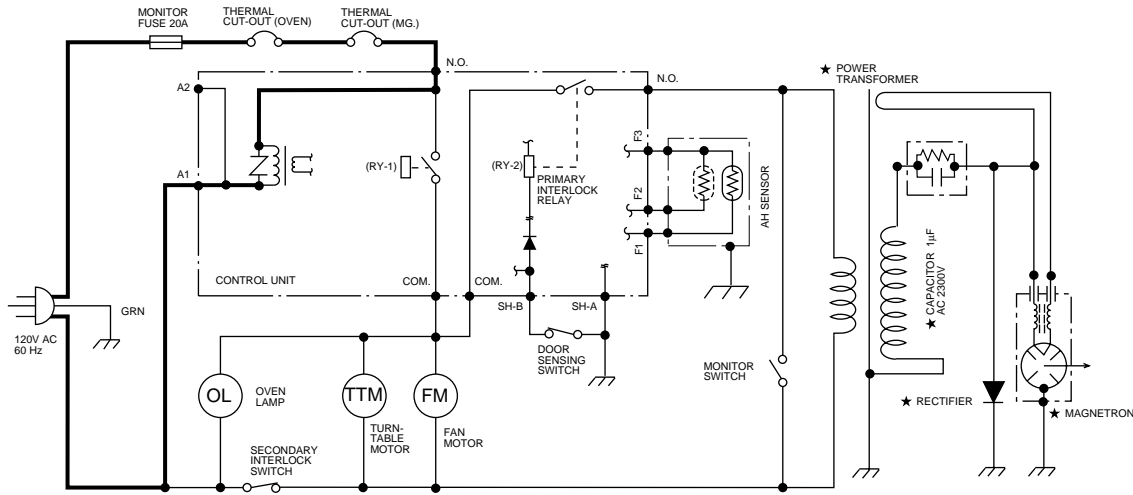 MONITOR
FUSE 20A
THERMAL
CUT-OUT (OVEN)
THERMAL
CUT-OUT (MG.)
N.O.
N.O.
★ POWER
TRANSFORMER
A2
A1
(RY-1)
(RY-2)
PRIMARY
INTERLOCK
RELAY
F3
F2
F1
AH SENSOR
CONTROL UNIT
COM.
COM.
SH-B
SH-A
GRN
120V AC
60 Hz
DOOR
SENSING
SWITCH
MONITOR
SWITCH
★ CAPACITOR 1µF
AC 2300V
★ RECTIFIER
★ MAGNETRON
OL
OVEN
LAMP
TTM
TURN-
TABLE
MOTOR
FM
FAN
MOTOR
SECONDARY
INTERLOCK
SWITCH